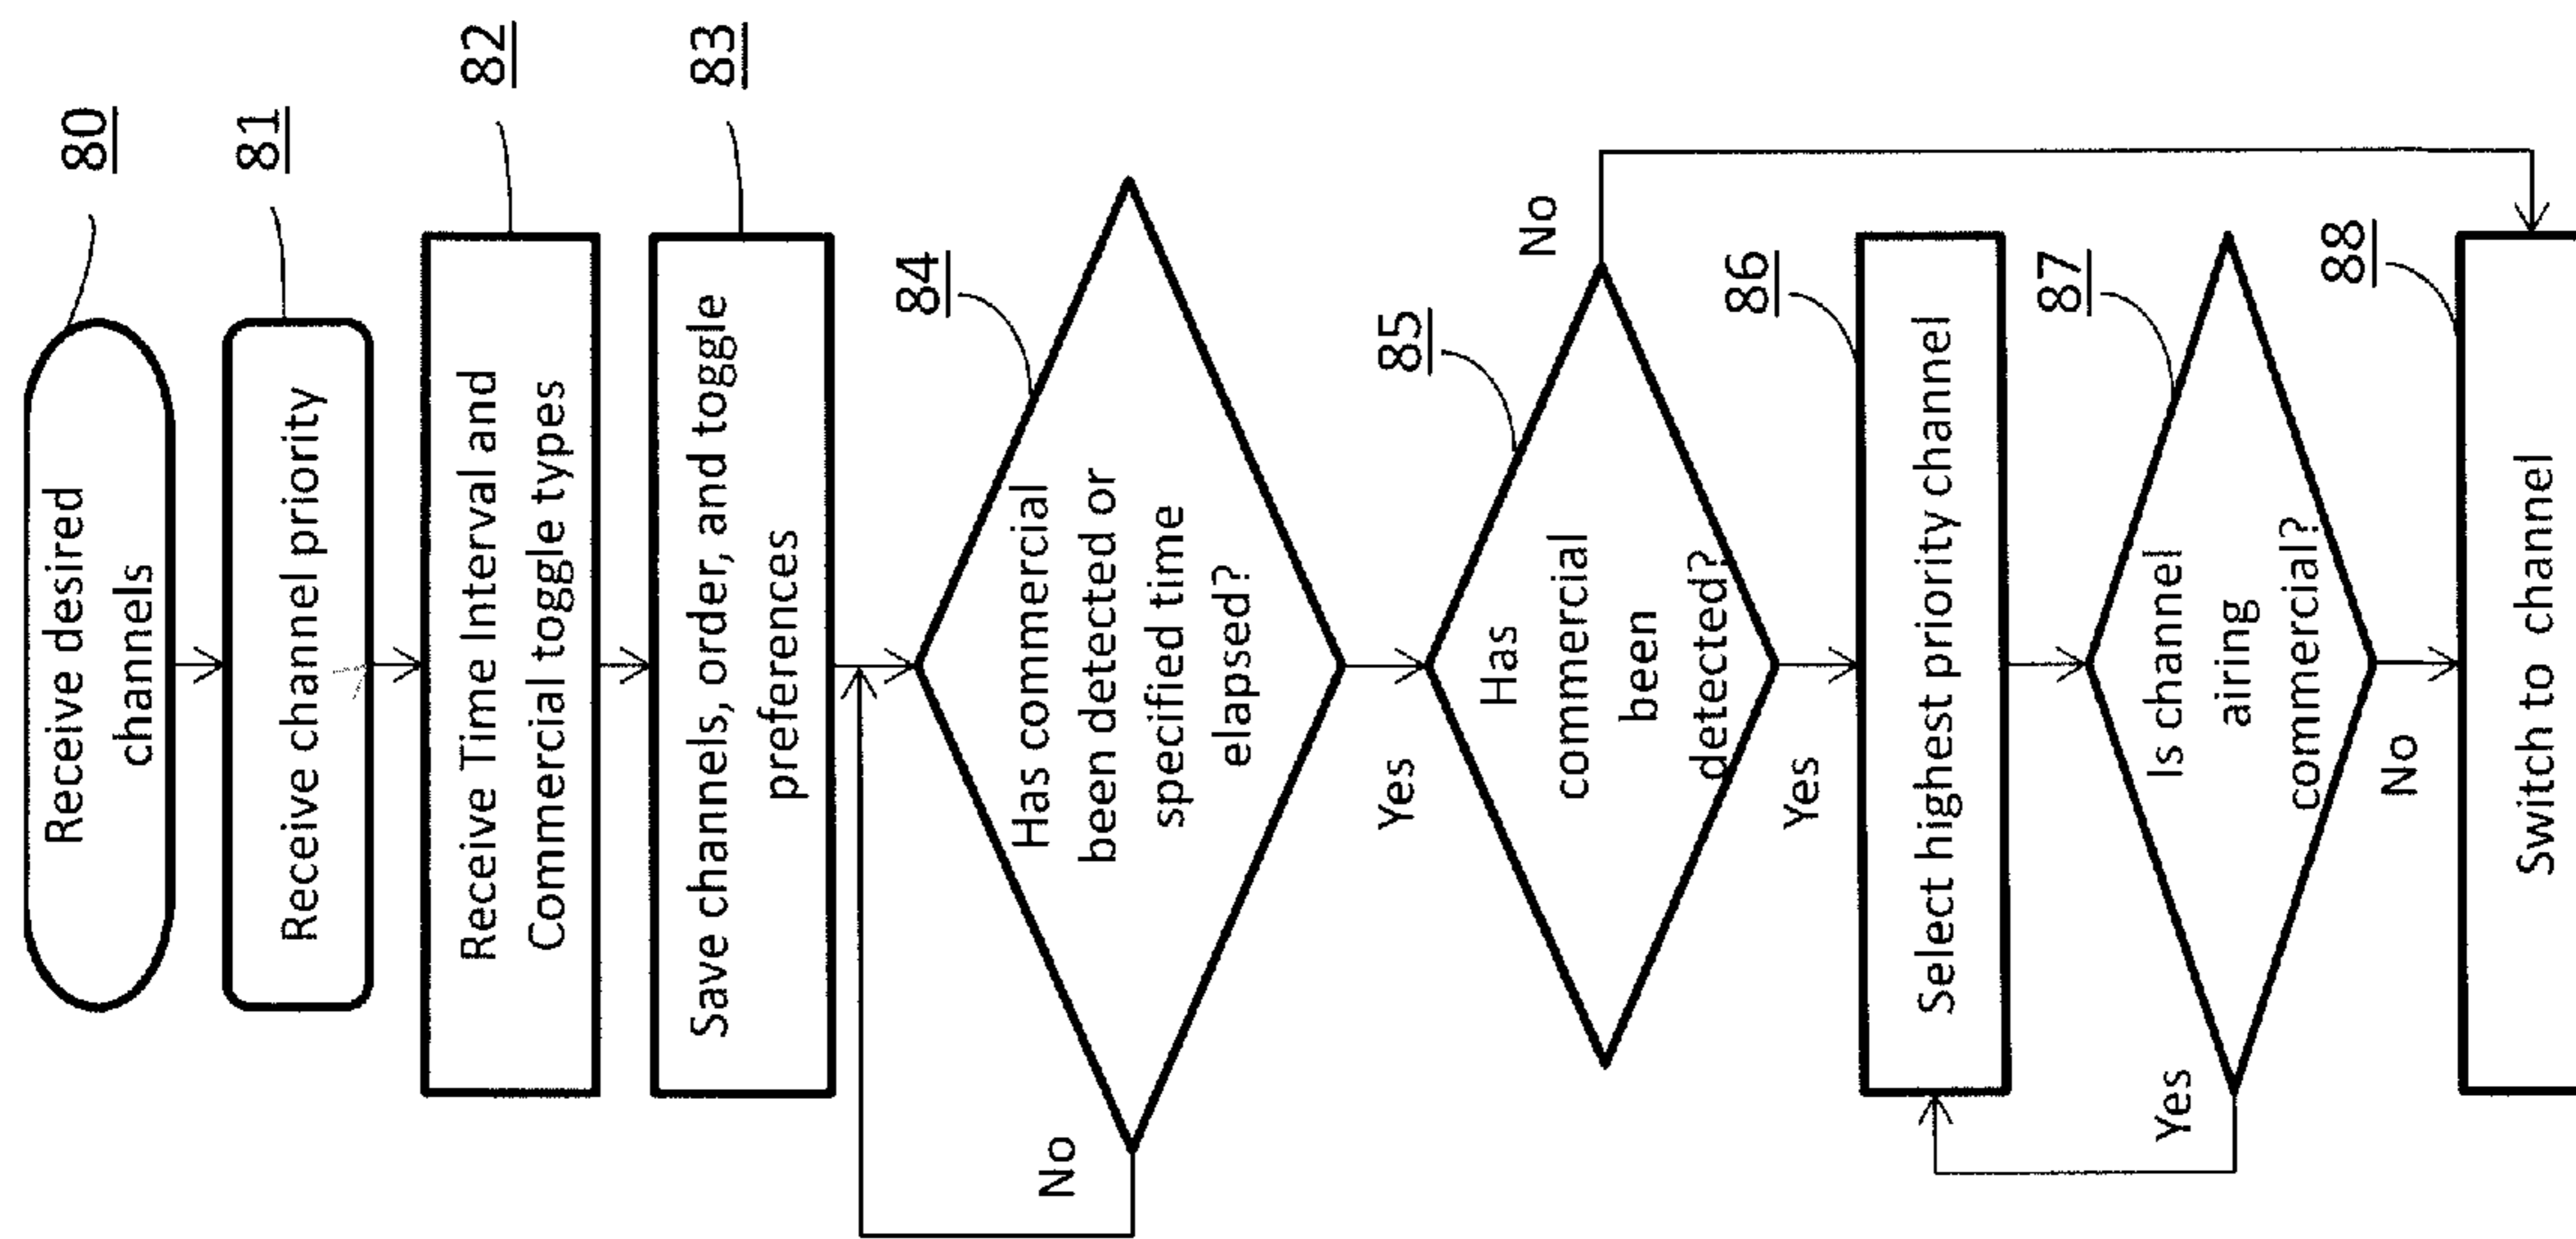 80
Receive desired
channels
81
Receive channel priority
82
Receive Time Interval and
Commercial toggle types
83
Save channels, order, and toggle
preferences
84
Has commercial
been detected or
specified time
elapsed?
No
Yes
85
Has
commercial
been
detected?
No
Yes
86
Select highest priority channel
87
Is channel
airing
commercial?
Yes
No
88
Switch to channel